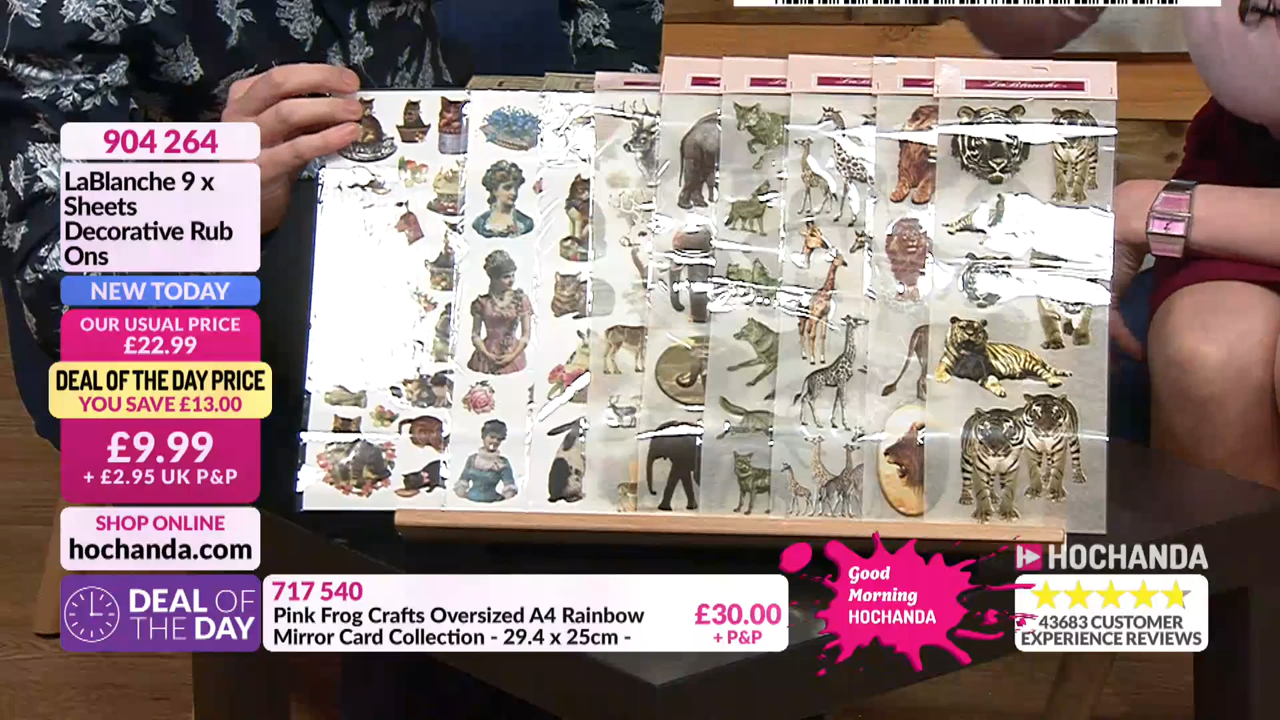 904 264
LaBlanche 9 x
Sheets
Decorative Rub
Ons
NEW TODAY
OUR USUAL PRICE
£22.99
DEAL OF THE DAY PRICE
YOU SAVE £13.00
£9.99
+ £2.95 UK P&P
SHOP ONLINE
hochanda.com
DEAL OF
THE DAY
717 540
Pink Frog Crafts Oversized A4 Rainbow
Mirror Card Collection - 29.4 x 25cm -
£30.00
+ P&P
Good
Morning
HOCHANDA
HOCHANDA
43683 CUSTOMER
EXPERIENCE REVIEWS
LaBlanche